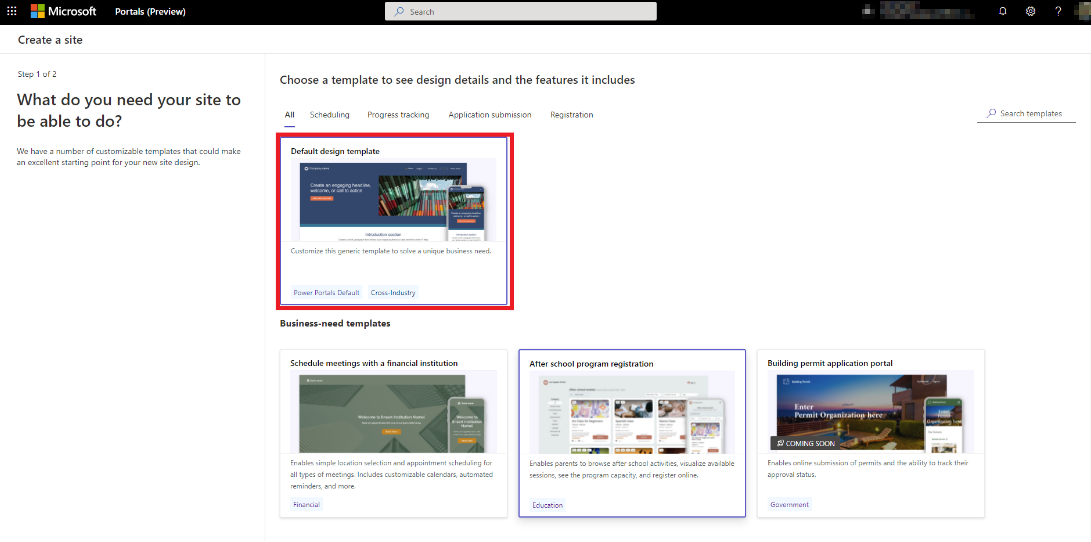 Microsoft Portals (Preview) Search ?
Create a site
Step 1 of 2
What do you need your site to
be able to do?
We have a number of customizable templates that could make
an excellent starting point for your new site design.
Choose a template to see design details and the features it includes
All Scheduling Progress tracking Application submission Registration Search templates
Default design template
Create an engaging headline,
welcome, or call to action
Introduction section
Customize this generic template to solve a unique business need.
Power Portals Default Cross-Industry
Business-need templates
Schedule meetings with a financial institution
Welcome to
Enables simple location selection and appointment scheduling for
all types of meetings. Includes customizable calendars, automated
reminders, and more.
Financial
After school program registration
Enables parents to browse after school activities, visualize available
sessions, see the program capacity, and register online.
Education
Building permit application portal
Enter
Permit Organization here
COMING SOON
Enables online submission of permits and the ability to track their
approval status.
Government